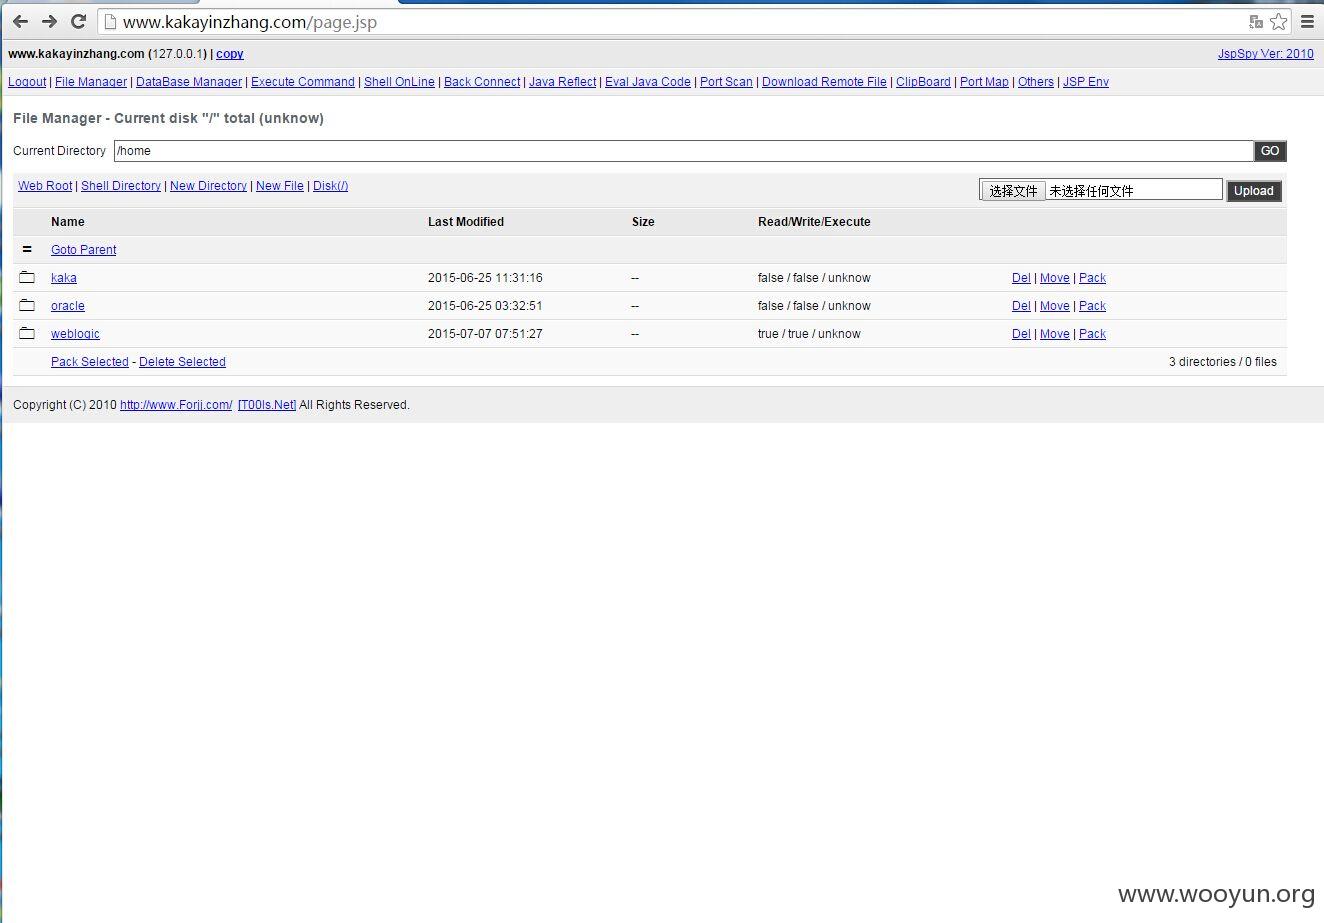 www.kakayinzhang.com/page.jsp
www.kakayinzhang.com (127.0.0.1) | copy JspSpy Ver: 2010
Logout | File Manager | DataBase Manager | Execute Command | Shell OnLine | Back Connect | Java Reflect | Eval Java Code | Port Scan | Download Remote File | ClipBoard | Port Map | Others | JSP Env
File Manager - Current disk "/" total (unknow)
Current Directory /home GO
Web Root | Shell Directory | New Directory | New File | Disk(/) 选择文件 未选择任何文件 Upload
Name Last Modified Size Read/Write/Execute
= Goto Parent
kaka 2015-06-25 11:31:16 -- false / false / unknow Del | Move | Pack
oracle 2015-06-25 03:32:51 -- false / false / unknow Del | Move | Pack
weblogic 2015-07-07 07:51:27 -- true / true / unknow Del | Move | Pack
Pack Selected - Delete Selected 3 directories / 0 files
Copyright (C) 2010 http://www.Forjj.com/ [T00ls.Net] All Rights Reserved.
www.wooyun.org